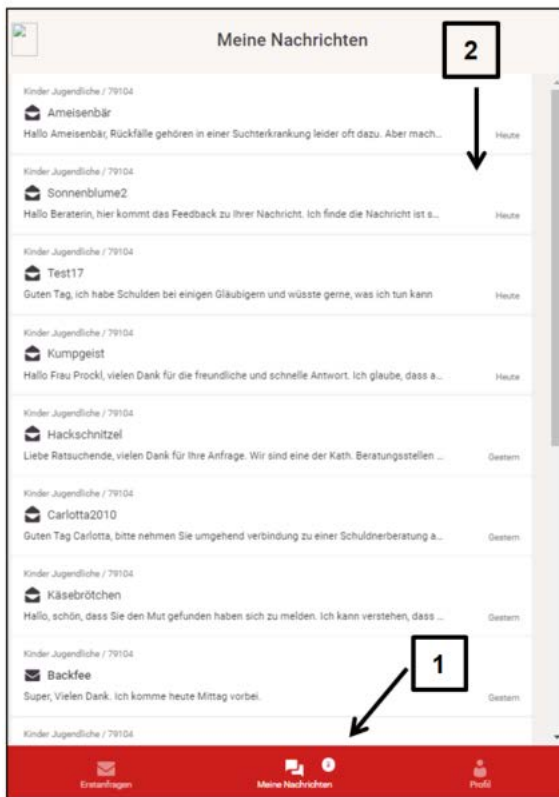 Meine Nachrichten
2
Kinder Jugendliche / 79104
Ameisenbär
Hallo Ameisenbär, Rückfälle gehören in einer Suchterkrankung leider oft dazu. Aber mach... Heute
Kinder Jugendliche / 79104
Sonnenblume2
Hallo Beraterin, hier kommt das Feedback zu Ihrer Nachricht. Ich finde die Nachricht ist s... Heute
Kinder Jugendliche / 79104
Test17
Guten Tag, ich habe Schulden bei einigen Gläubigern und wüsste gerne, was ich tun kann Heute
Kinder Jugendliche / 79104
Kumpgeist
Hallo Frau Prockl, vielen Dank für die freundliche und schnelle Antwort. Ich glaube, dass a... Heute
Kinder Jugendliche / 79104
Hackschnitzel
Liebe Ratsuchende, vielen Dank für Ihre Anfrage. Wir sind eine der Kath. Beratungsstellen ... Gestern
Kinder Jugendliche / 79104
Carlotta2010
Guten Tag Carlotta, bitte nehmen Sie umgehend verbindung zu einer Schuldnerberatung a... Gestern
Kinder Jugendliche / 79104
Käsebrötchen
Hallo, schön, dass Sie den Mut gefunden haben sich zu melden. Ich kann verstehen, dass ... Gestern
Kinder Jugendliche / 79104
1
Backfee
Super, Vielen Dank. Ich komme heute Mittag vorbei. Gestern
Kinder Jugendliche / 79104
Erstanfragen
Meine Nachrichten
Profil